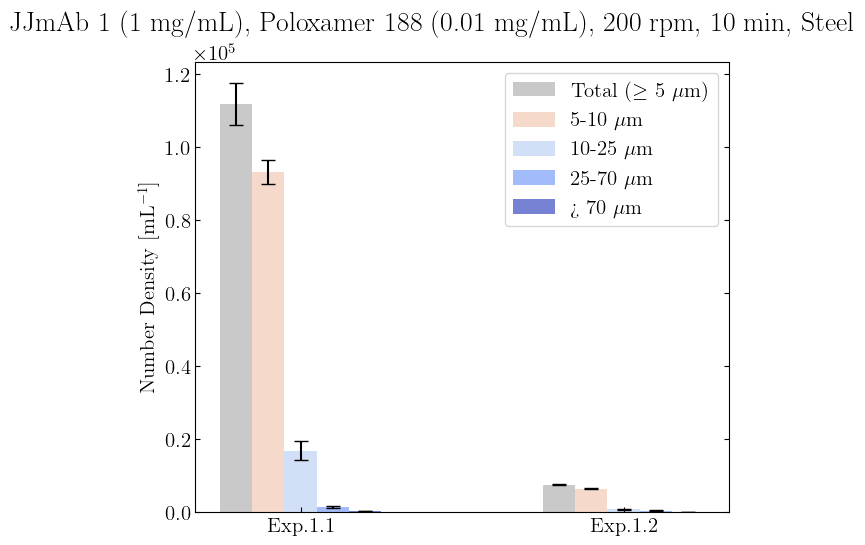 JJmAb 1 (1 mg/mL), Poloxamer 188 (0.01 mg/mL), 200 rpm, 10 min, Steel
×10⁵
1.2
1.0
0.8
0.6
0.4
0.2
0.0
Number Density [mL⁻¹]
Total (≥ 5 μm)
5-10 μm
10-25 μm
25-70 μm
> 70 μm
Exp.1.1 Exp.1.2